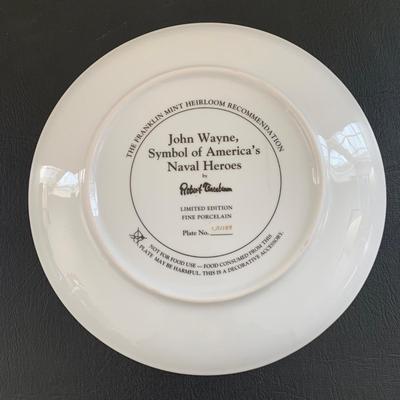 THE FRANKLIN MINT HEIRLOOM RECOMMENDATION
John Wayne,
Symbol of America's
Naval Heroes
by
Robert Tanenbaum
LIMITED EDITION
FINE PORCELAIN
Plate No.
NOT FOR FOOD USE — FOOD CONSUMED FROM THIS
PLATE MAY BE HARMFUL. THIS IS A DECORATIVE ACCESSORY.